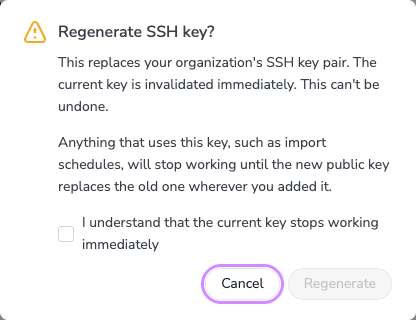 Regenerate SSH key?
This replaces your organization's SSH key pair. The
current key is invalidated immediately. This can't be
undone.
Anything that uses this key, such as import
schedules, will stop working until the new public key
replaces the old one wherever you added it.
I understand that the current key stops working
immediately
Cancel
Regenerate